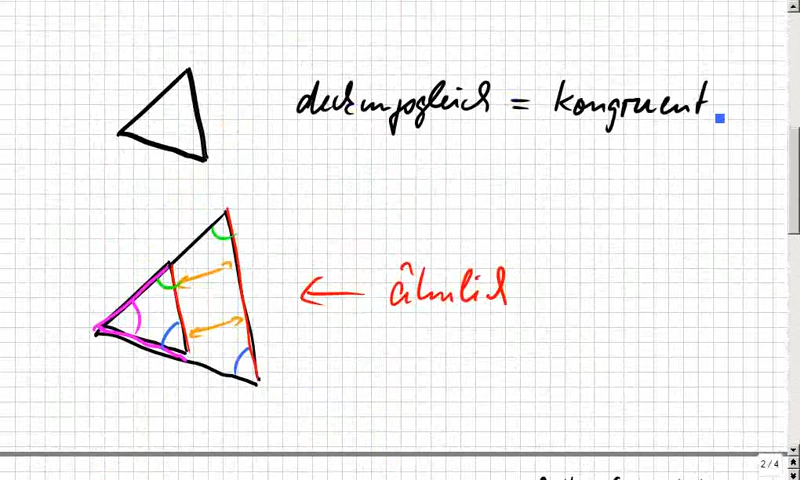 deckungsgleich = kongruent.
← ähnlich
2/4